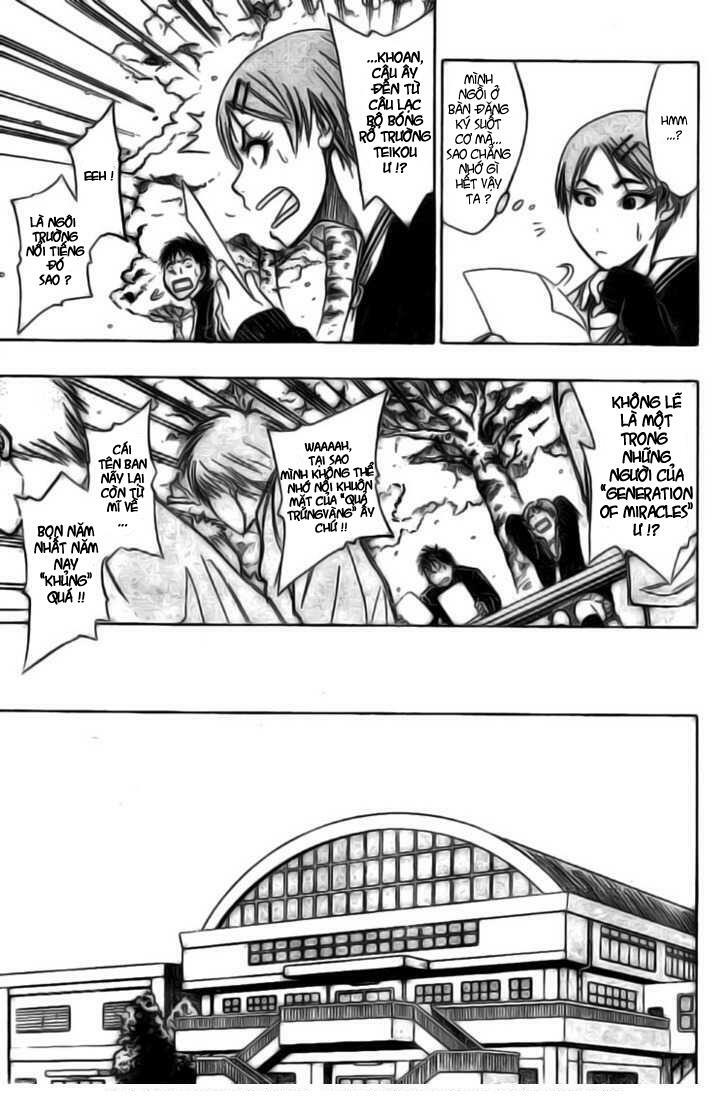 HMM
...?
MÌNH
NGỒI Ở
BÀN ĐĂNG
KÝ SUỐT
CƠ MÀ...
SAO CHẲNG
NHỚ GÌ
HẾT VẬY
TA ?
...KHOAN,
CẬU ẤY
ĐẾN TỪ
CÂU LẠC
BỘ BÓNG
RỔ TRƯỜNG
TEIKOU
Ư !?
EEH !
LÀ NGÔI
TRƯỜNG
NỔI TIẾNG
ĐÓ
SAO ?
KHÔNG LẼ
LÀ MỘT
TRONG
NHỮNG
NGƯỜI CỦA
"GENERATION
OF MIRACLES"
Ư !?
WAAAAH,
TẠI SAO
MÌNH KHÔNG THỂ
NHỚ NỔI KHUÔN
MẶT CỦA "QUẢ
TRỨNGVÀNG" ẤY
CHỨ !!
CÁI
TÊN BAN
NÃY LẠI
CÒN TỪ
MĨ VỀ
...
BỌN NĂM
NHẤT NĂM
NAY
"KHỦNG"
QUÁ !!